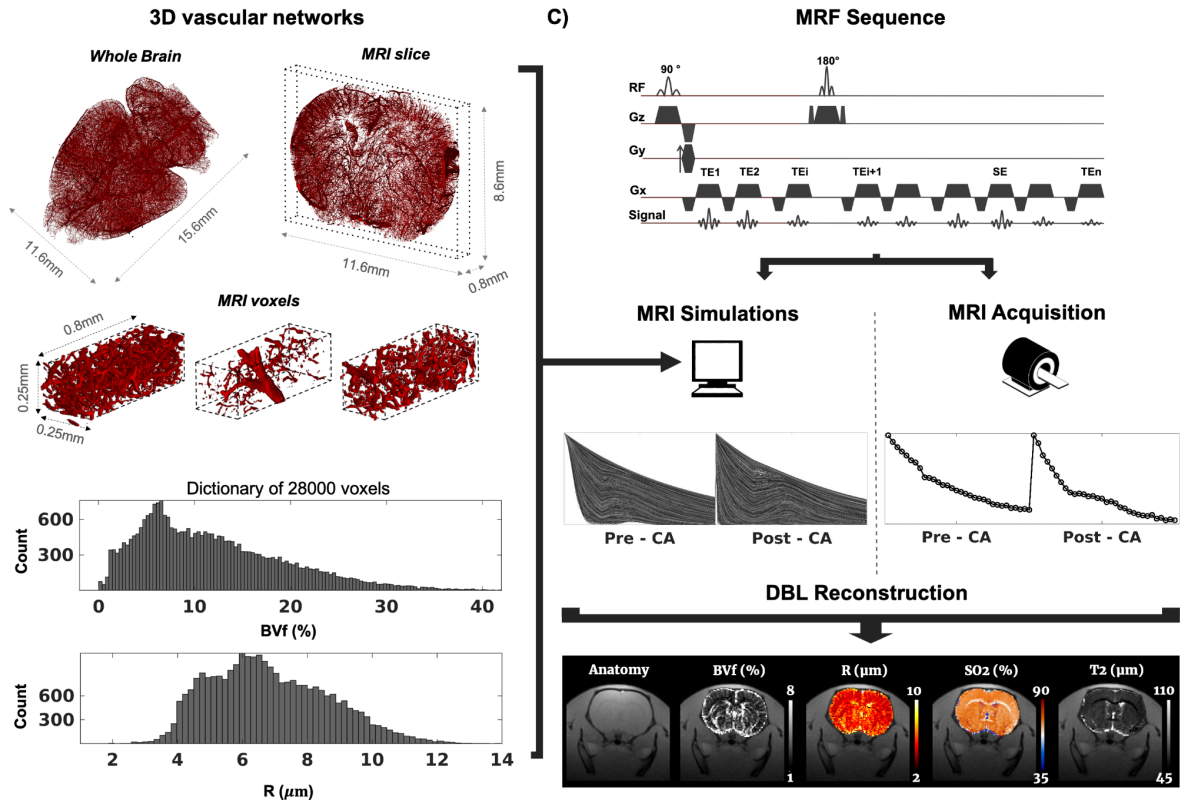 3D vascular networks
Whole Brain
MRI slice
11.6mm
15.6mm
8.6mm
11.6mm
0.8mm
MRI voxels
0.8mm
0.25mm
0.25mm
Dictionary of 28000 voxels
Count
600
300
0 10 20 30 40
BVf (%)
Count
600
300
2 4 6 8 10 12 14
R (μm)
C)
MRF Sequence
90 °
180°
RF
Gz
Gy
TE1 TE2 TEi TEi+1 SE TEn
Gx
Signal
MRI Simulations
MRI Acquisition
Pre - CA Post - CA
Pre - CA Post - CA
DBL Reconstruction
Anatomy
BVf (%)
8
1
R (μm)
10
2
SO2 (%)
90
35
T2 (μm)
110
45